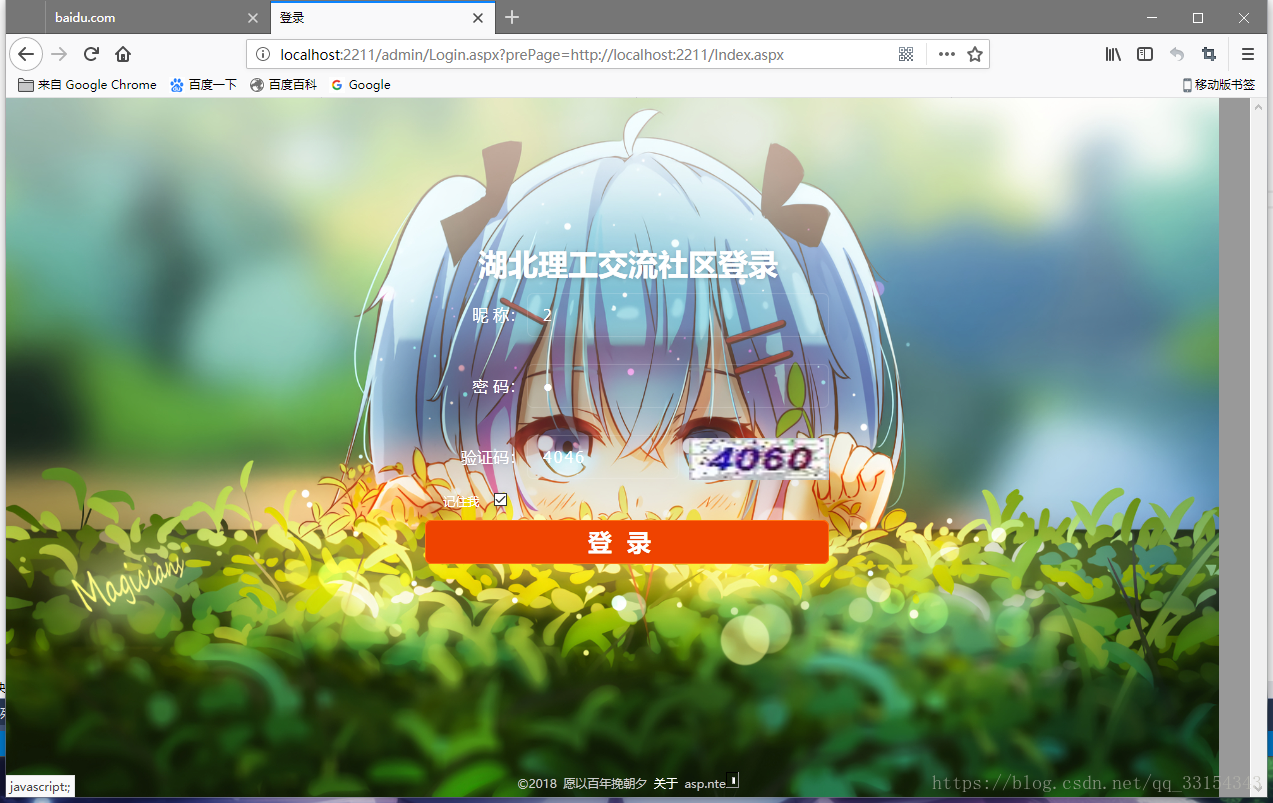 baidu.com
登录
localhost:2211/admin/Login.aspx?prePage=http://localhost:2211/Index.aspx
来自 Google Chrome
百度一下
百度百科
Google
移动版书签
湖北理工交流社区登录
昵 称: 2
密 码:
验证码: 4046
4060
记住我
登 录
Magician
©2018 愿以百年挽朝夕 关于 asp.nte
javascript:;
https://blog.csdn.net/qq_33154343